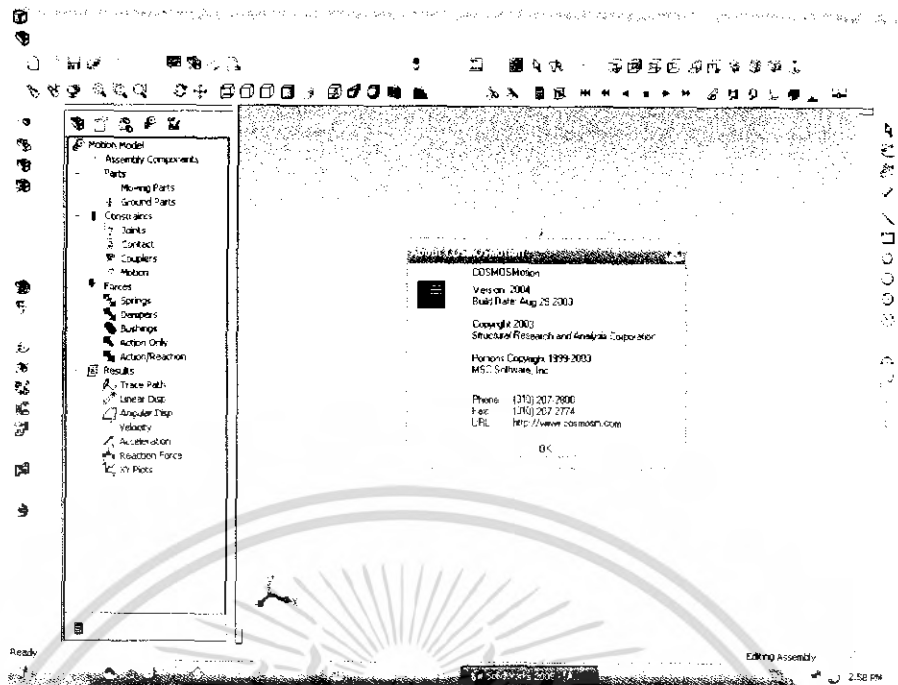 Motion Model
Assembly Components
Parts
Moving Parts
Ground Parts
Constraints
Joints
Contact
Couplers
Motion
Forces
Springs
Dampers
Bushings
Action Only
Action/Reaction
Results
Trace Path
Linear Disp
Angular Disp
Velocity
Acceleration
Reaction Force
XY Plots
COSMOSMotion
Version: 2004
Build Date: Aug 29 2003
Copyright 2003
Structural Research and Analysis Corporation
Portions Copyright 1999-2003
MSC Software, Inc
Phone (310) 207-2800
Fax (310) 207-2774
URL http://www.cosmosm.com
OK
Ready
Editing Assembly
SolidWorks
2:58 PM